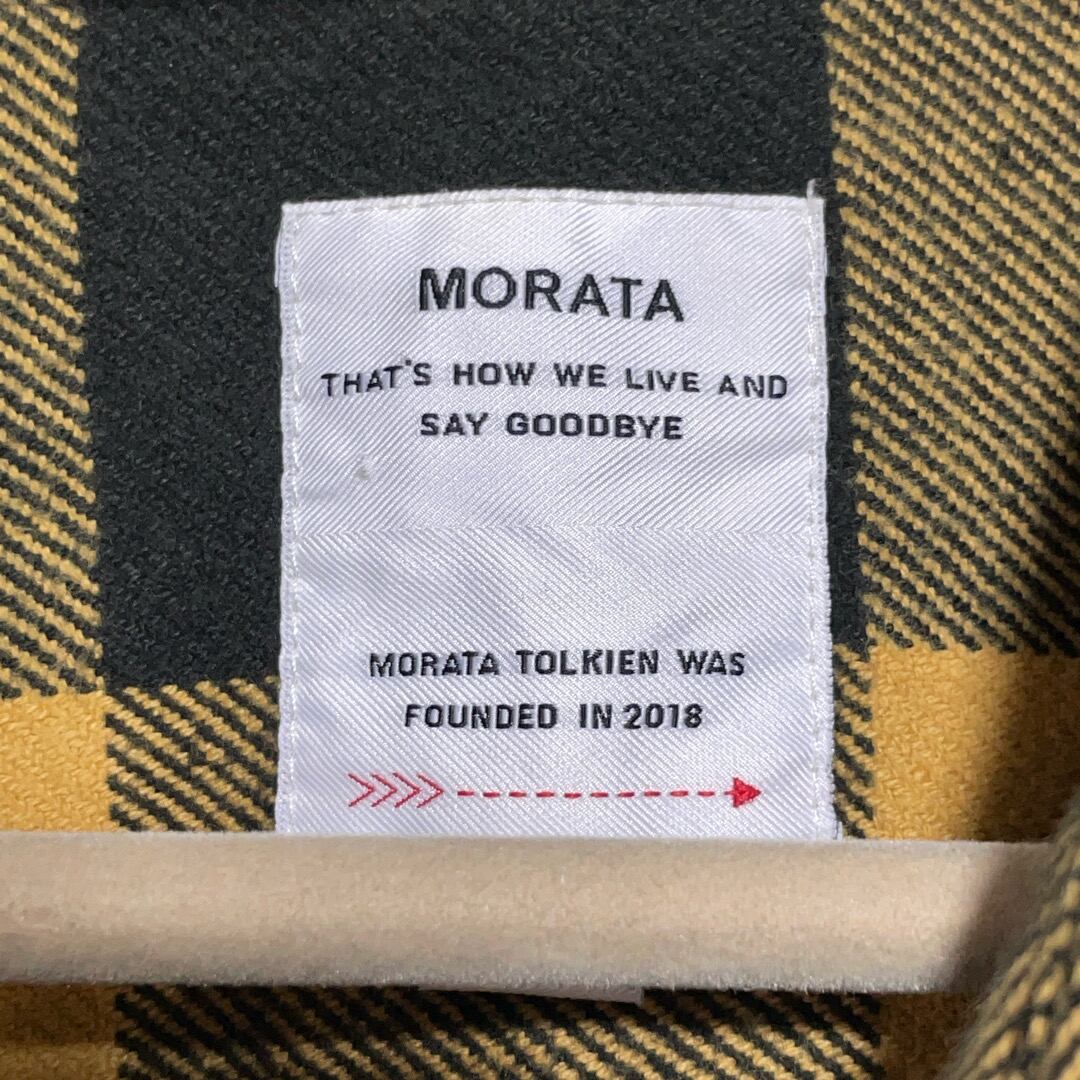 MORATA
THAT'S HOW WE LIVE AND
SAY GOODBYE
MORATA TOLKIEN WAS
FOUNDED IN 2018